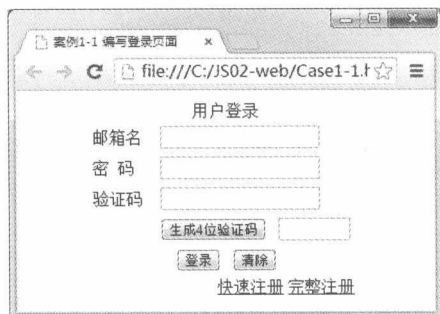 案例1-1 编写登录页面
file:///C:/JS02-web/Case1-1.h
用户登录
邮箱名
密 码
验证码
生成4位验证码
登录 清除
快速注册 完整注册